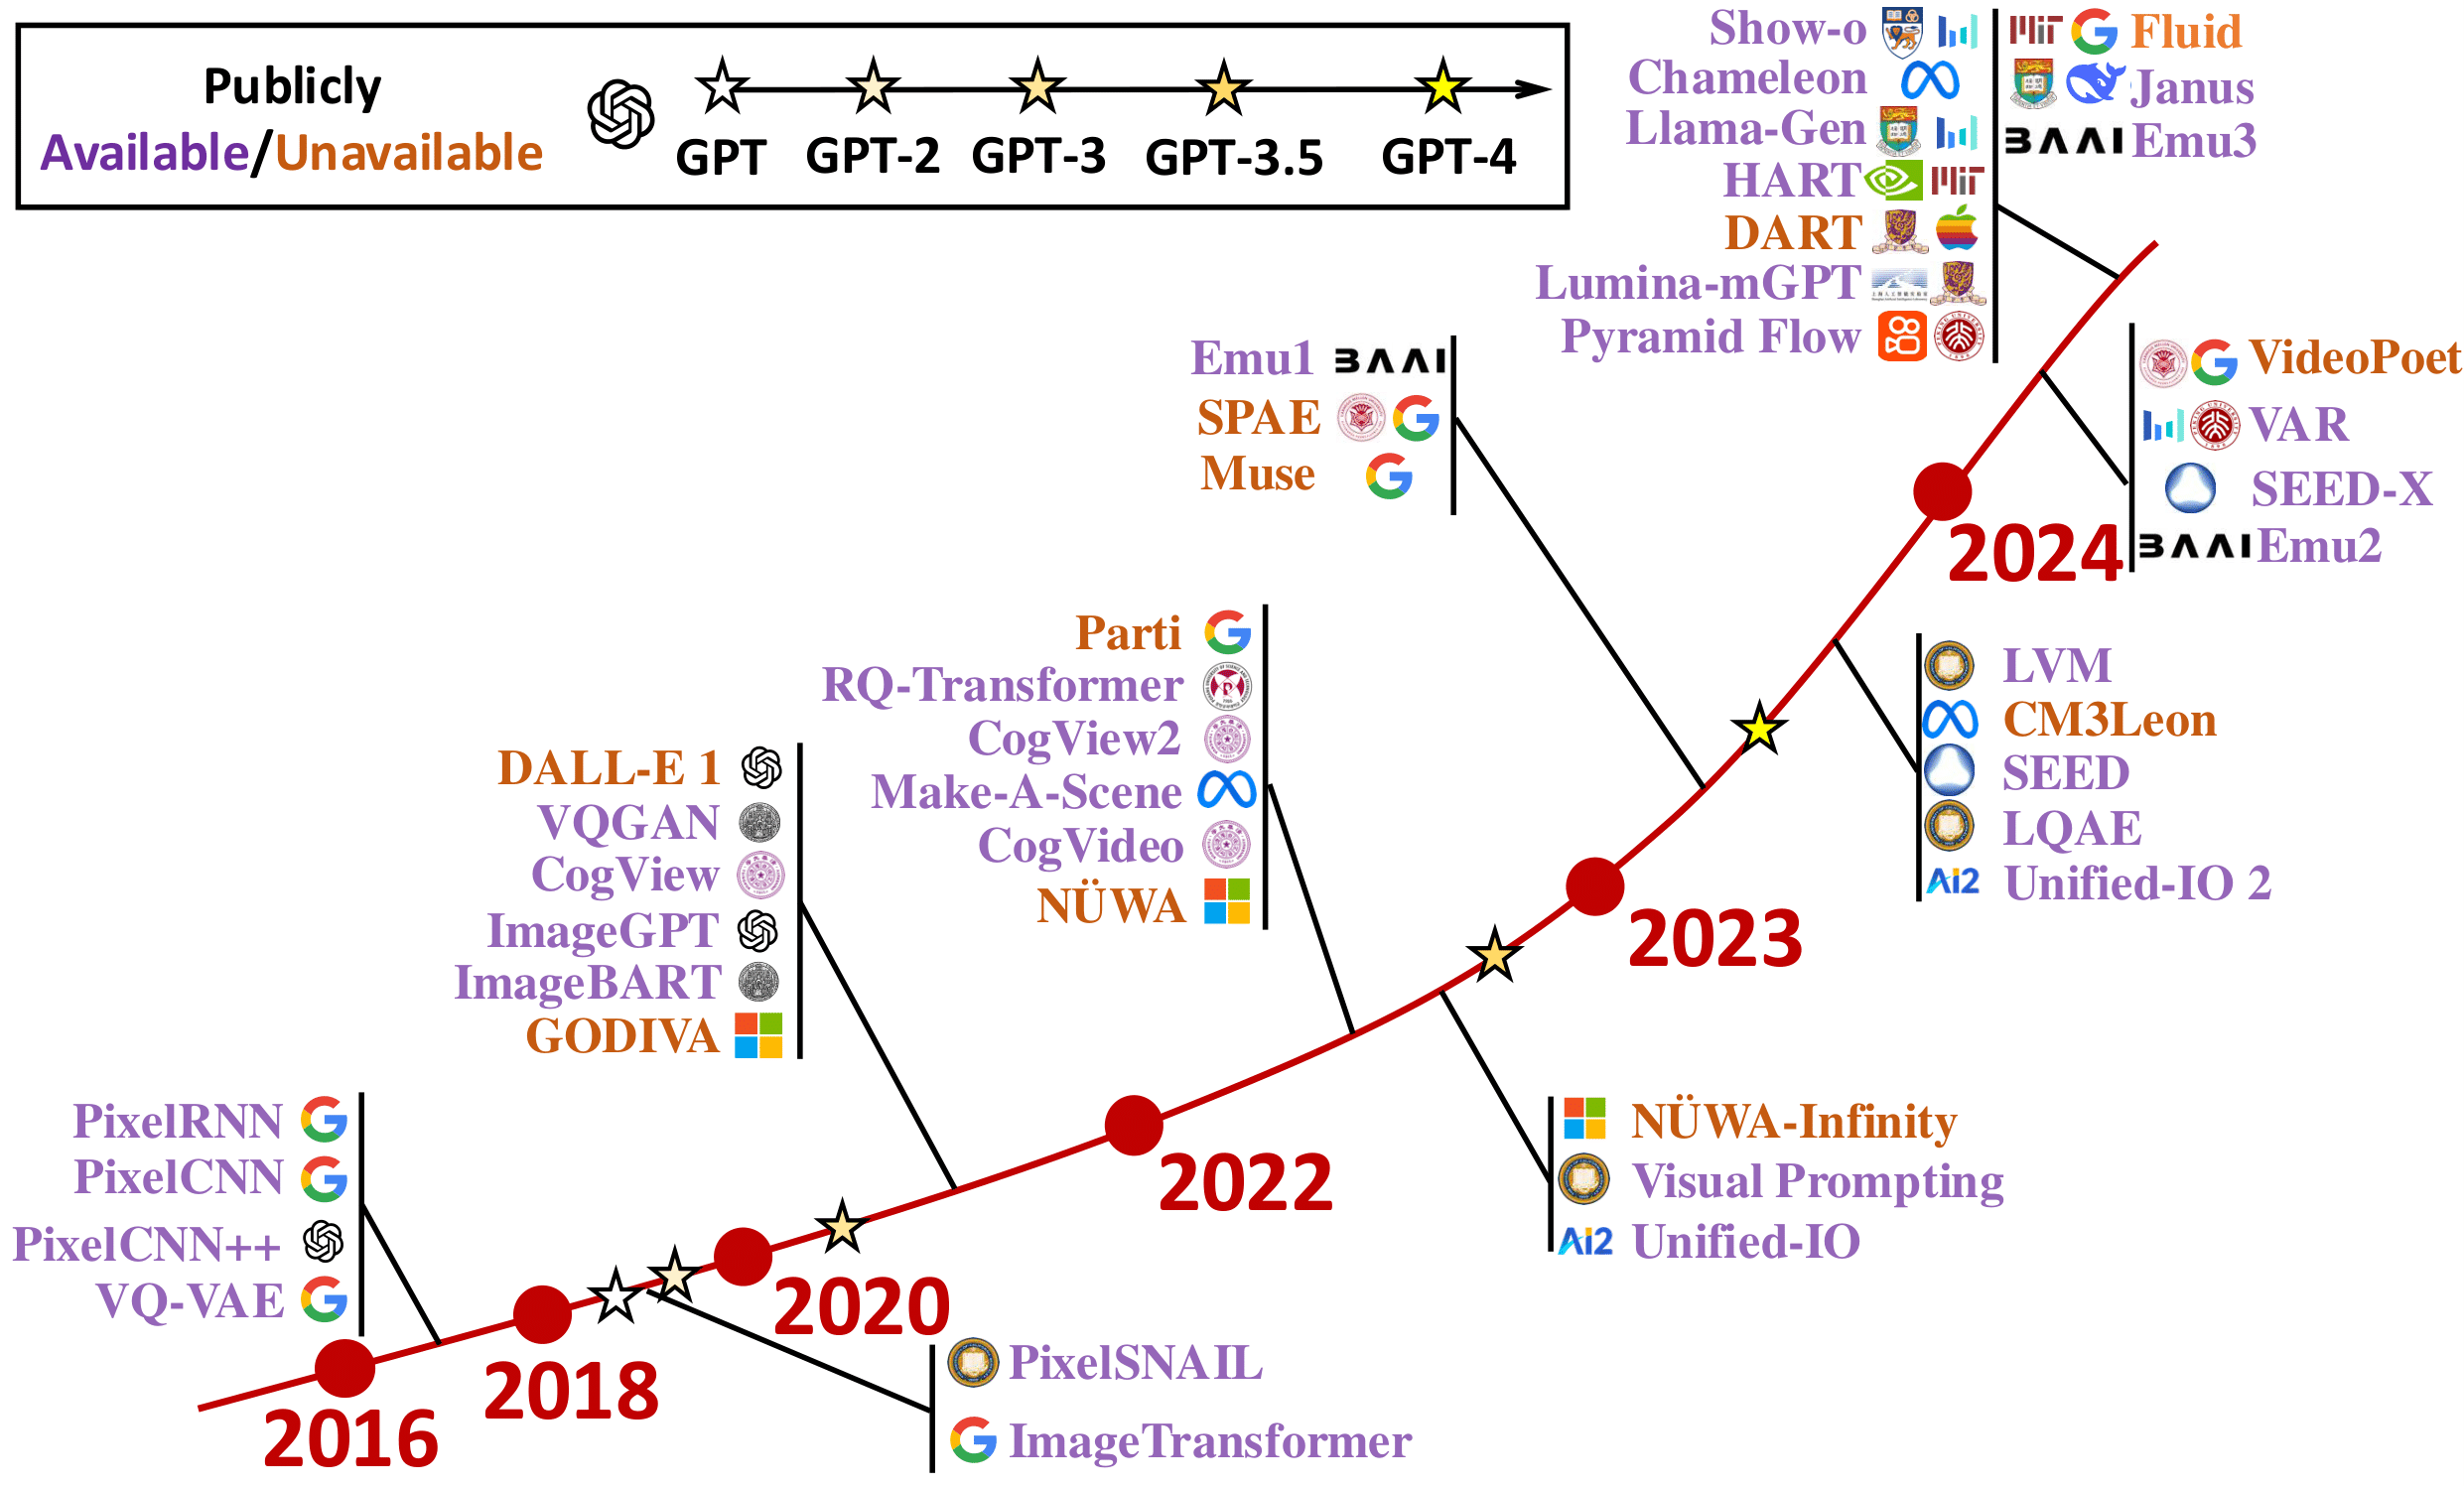 Publicly
Available/Unavailable
GPT
GPT-2
GPT-3
GPT-3.5
GPT-4
Show-o
Chameleon
Llama-Gen
HART
MIT
DART
Lumina-mGPT
Pyramid Flow
MIT
Fluid
Janus
BAAI Emu3
Emu1 BAAI
SPAE
Muse
VideoPoet
VAR
SEED-X
BAAI Emu2
2024
Parti
RQ-Transformer
CogView2
Make-A-Scene
CogVideo
NÜWA
LVM
CM3Leon
SEED
LQAE
Ai2 Unified-IO 2
DALL-E 1
VQGAN
CogView
ImageGPT
ImageBART
GODIVA
2023
PixelRNN
PixelCNN
PixelCNN++
VQ-VAE
NÜWA-Infinity
Visual Prompting
Ai2 Unified-IO
2022
2020
2018
2016
PixelSNAIL
ImageTransformer